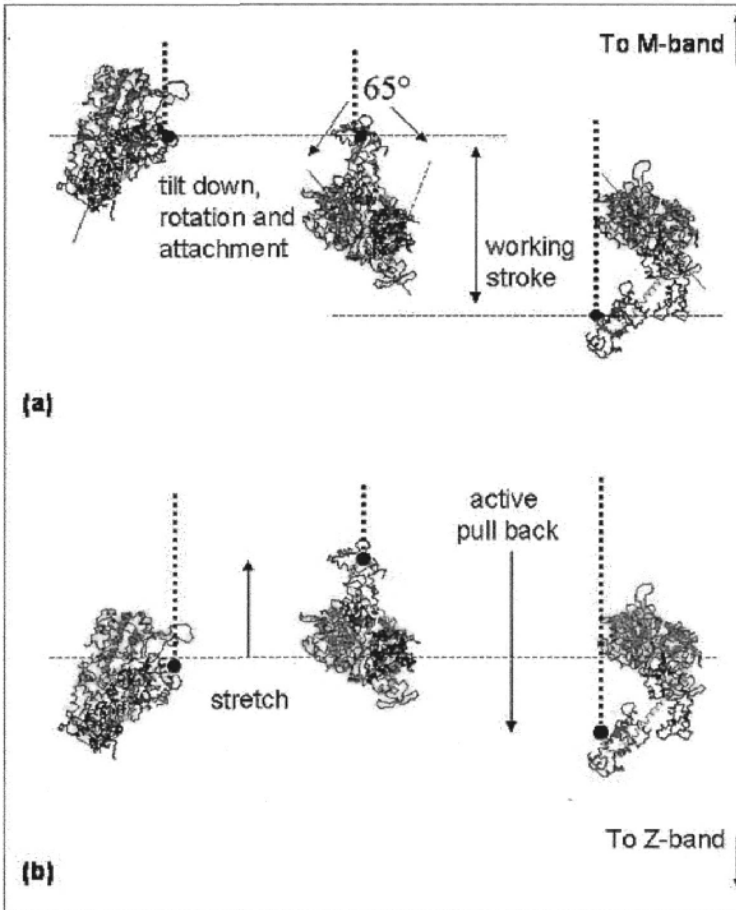 To M-band
65°
tilt down,
rotation and
attachment
working
stroke
(a)
active
pull back
stretch
To Z-band
(b)